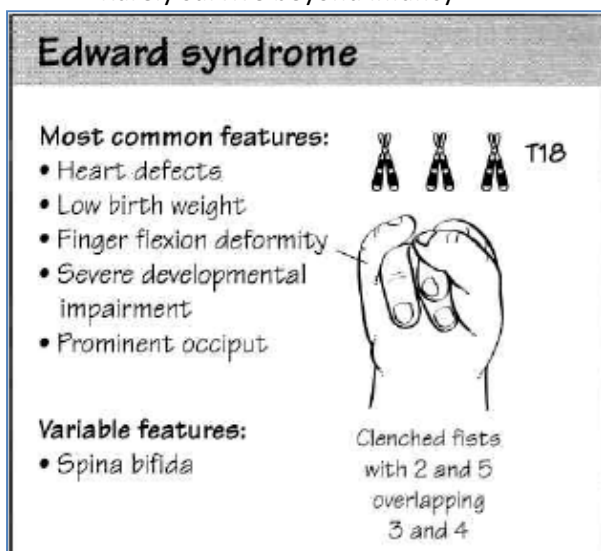 Edward syndrome
Most common features:
• Heart defects
• Low birth weight
• Finger flexion deformity
• Severe developmental
impairment
• Prominent occiput
T18
Variable features:
• Spina bifida
Clenched fists
with 2 and 5
overlapping
3 and 4